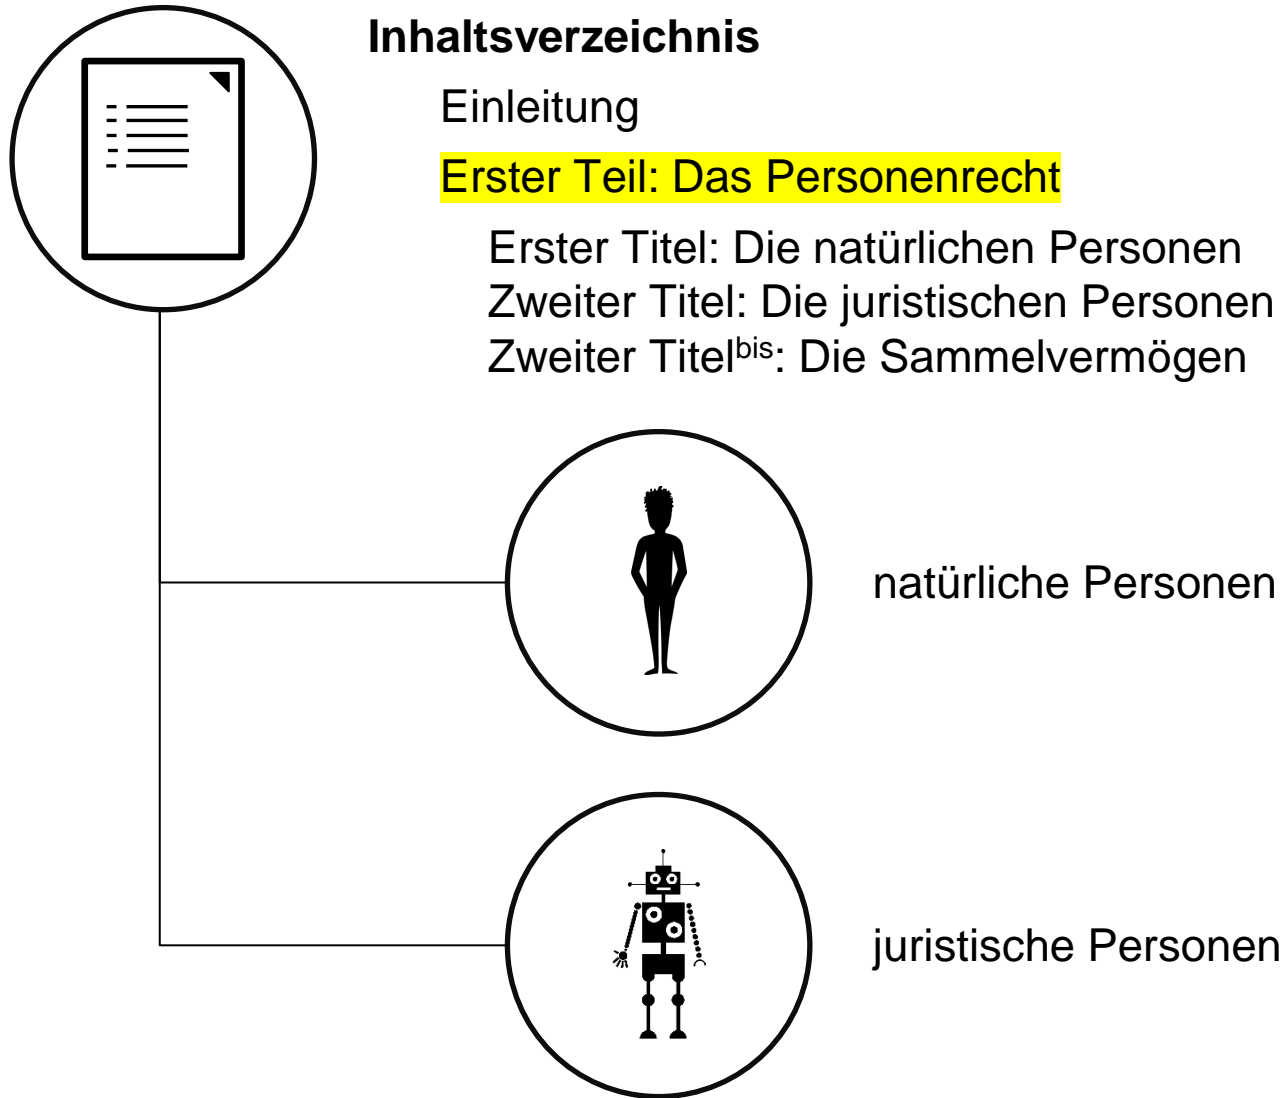 Inhaltsverzeichnis
Einleitung
Erster Teil: Das Personenrecht
Erster Titel: Die natürlichen Personen
Zweiter Titel: Die juristischen Personen
Zweiter Titelbis: Die Sammelvermögen
natürliche Personen
juristische Personen